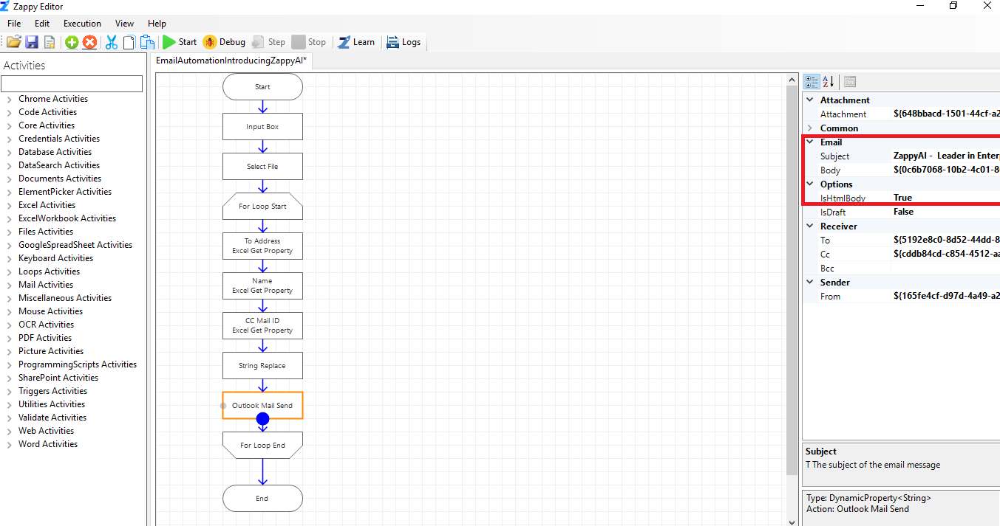 Zappy Editor
File Edit Execution View Help
Start Debug Step Stop Learn Logs
Activities
Chrome Activities
Code Activities
Core Activities
Credentials Activities
Database Activities
DataSearch Activities
Documents Activities
ElementPicker Activities
Excel Activities
ExcelWorkbook Activities
Files Activities
GoogleSpreadSheet Activities
Keyboard Activities
Loops Activities
Mail Activities
Miscellaneous Activities
Mouse Activities
OCR Activities
PDF Activities
Picture Activities
ProgrammingScripts Activities
SharePoint Activities
Triggers Activities
Utilities Activities
Validate Activities
Web Activities
Word Activities
EmailAutomationIntroducingZappyAI*
Start
Input Box
Select File
For Loop Start
To Address
Excel Get Property
Name
Excel Get Property
CC Mail ID
Excel Get Property
String Replace
Outlook Mail Send
For Loop End
End
Attachment
Attachment ${648bbacd-1501-44cf-a2
Common
Email
Subject ZappyAI - Leader in Enter
Body ${0c6b7068-10b2-4c01-8
Options
IsHtmlBody True
IsDraft False
Receiver
To ${5192e8c0-8d52-44dd-8
Cc ${cddb84cd-c854-4512-aa
Bcc
Sender
From ${165fe4cf-d97d-4a49-a2
Subject
T The subject of the email message
Type: DynamicProperty<String>
Action: Outlook Mail Send